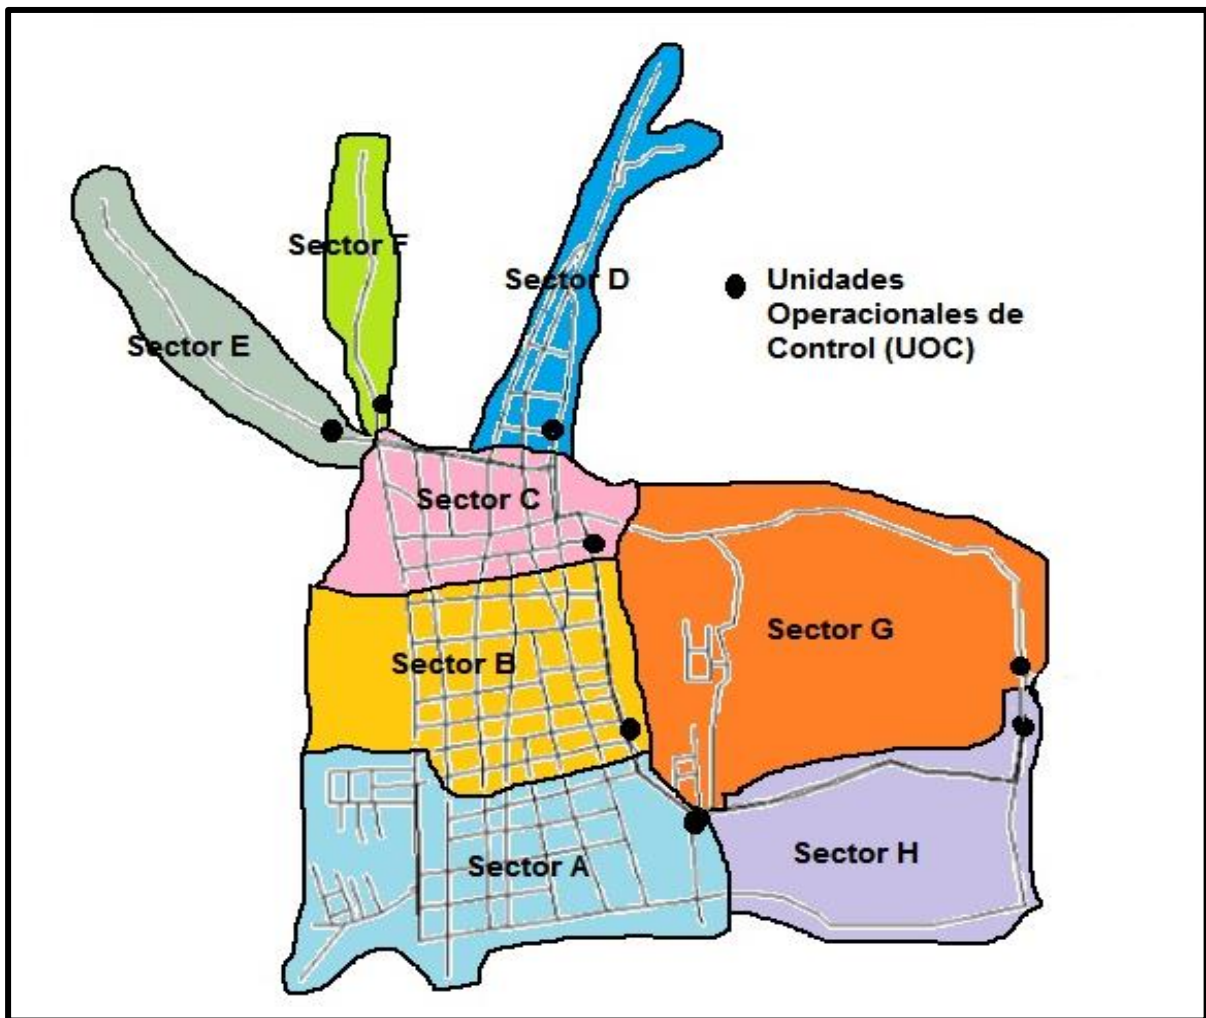 Sector F
Sector D
Unidades
Operacionales de
Control (UOC)
Sector E
Sector C
Sector G
Sector B
Sector H
Sector A